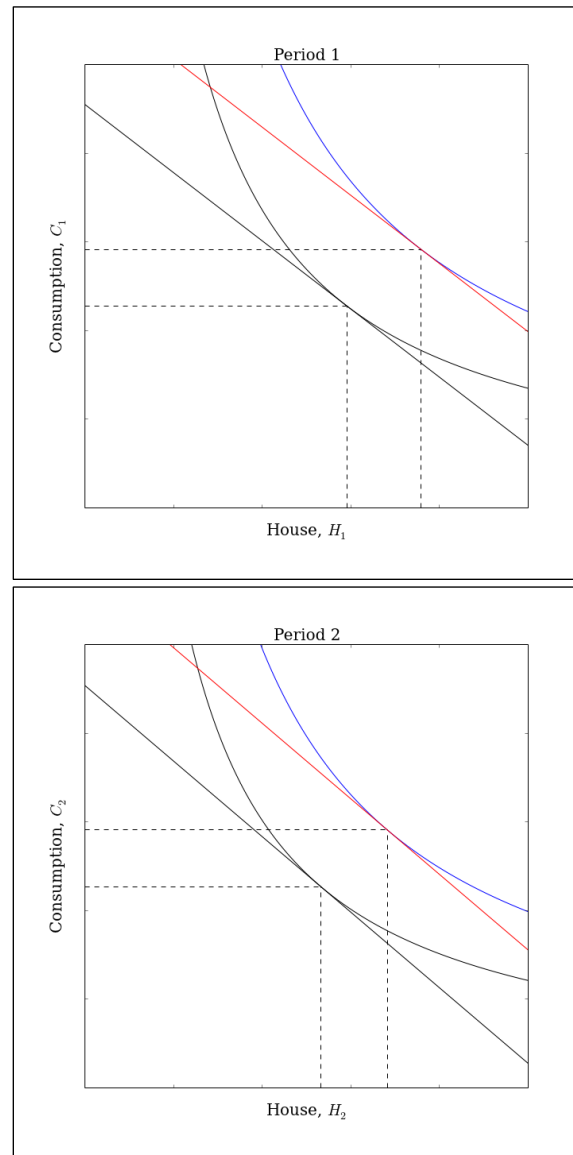 Period 1
Consumption, C₁
House, H₁
Period 2
Consumption, C₂
House, H₂